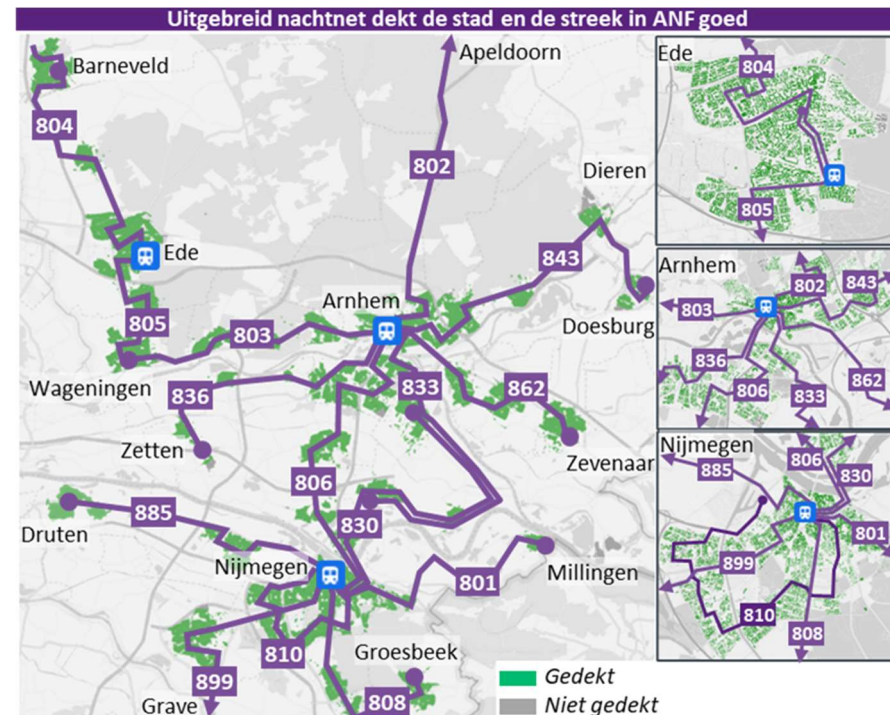 Uitgebreid nachtnet dekt de stad en de streek in ANF goed
Barneveld
Apeldoorn
804
802
Dieren
Ede
843
Arnhem
Doesburg
805
803
Wageningen
836
833
862
Zetten
Zevenaar
806
885
830
Druten
Nijmegen
801
Millingen
810
Groesbeek
899
808
Grave
Gedekt
Niet gedekt
Ede
804
805
Arnhem
802
843
803
836
806
833
862
Nijmegen
885
806
830
801
899
810
808